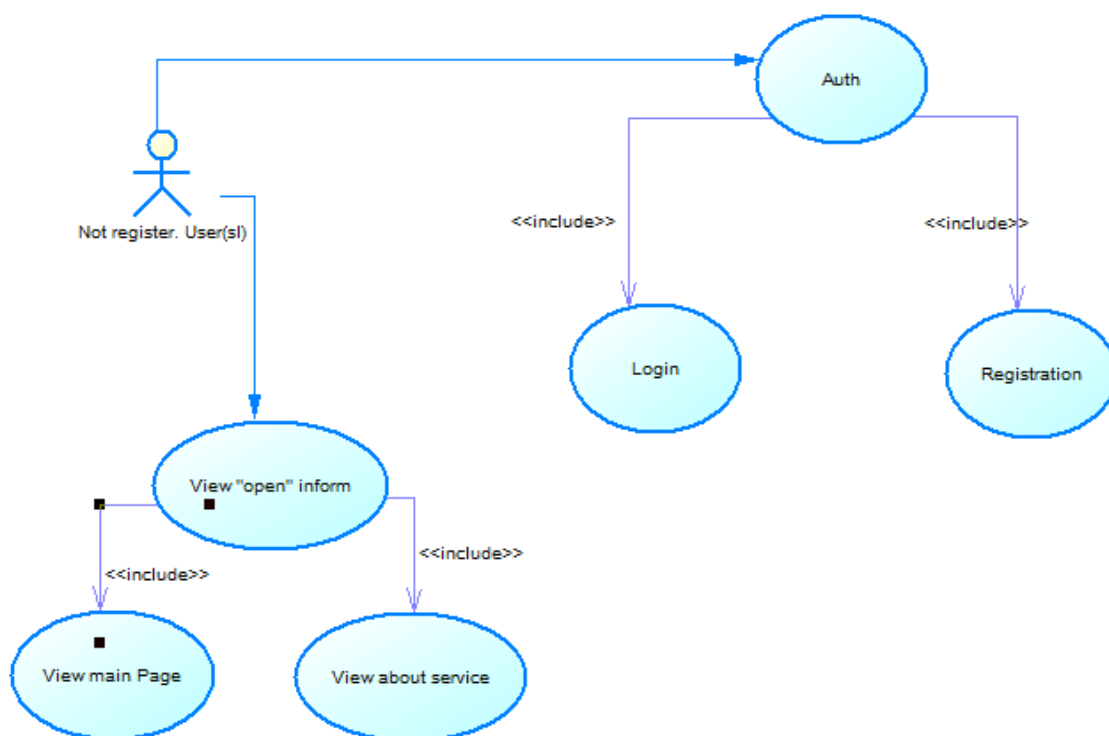 Auth
Not register. User(sl)
<<include>>
<<include>>
Login
Registration
View "open" inform
<<include>>
<<include>>
View main Page
View about service